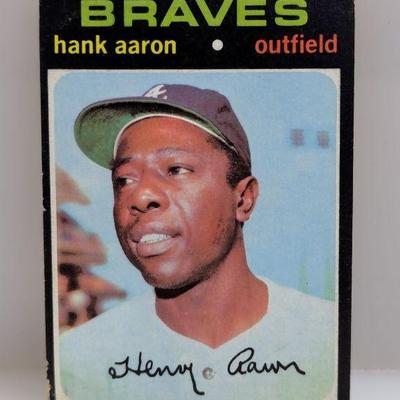 BRAVES
hank aaron • outfield
a
Henry Aaron